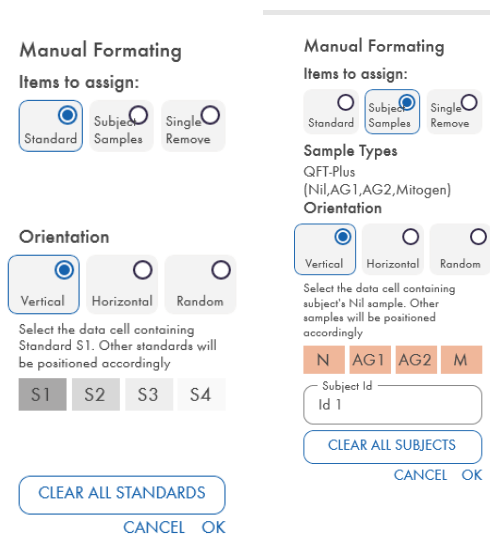 Manual Formating
Items to assign:
Standard
Subject
Samples
Single
Remove
Orientation
Vertical
Horizontal
Random
Select the data cell containing
Standard S1. Other standards will
be positioned accordingly
S1 S2 S3 S4
CLEAR ALL STANDARDS
CANCEL OK
Manual Formating
Items to assign:
Standard
Subject
Samples
Single
Remove
Sample Types
QFT-Plus
(Nil,AG1,AG2,Mitogen)
Orientation
Vertical
Horizontal
Random
Select the data cell containing
subject's Nil sample. Other
samples will be positioned
accordingly
N AG1 AG2 M
Subject Id
Id 1
CLEAR ALL SUBJECTS
CANCEL OK